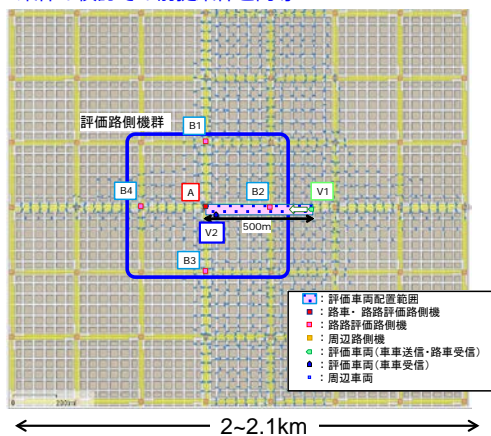 評価路側機群
B1
B4
A
B2
V1
500m
V2
B3
：評価車両配置範囲
：路車・路路評価路側機
：路路評価路側機
：周辺路側機
：評価車両(車車送信・路車受信)
：評価車両(車車受信)
：周辺車両
0
200m
2~2.1km